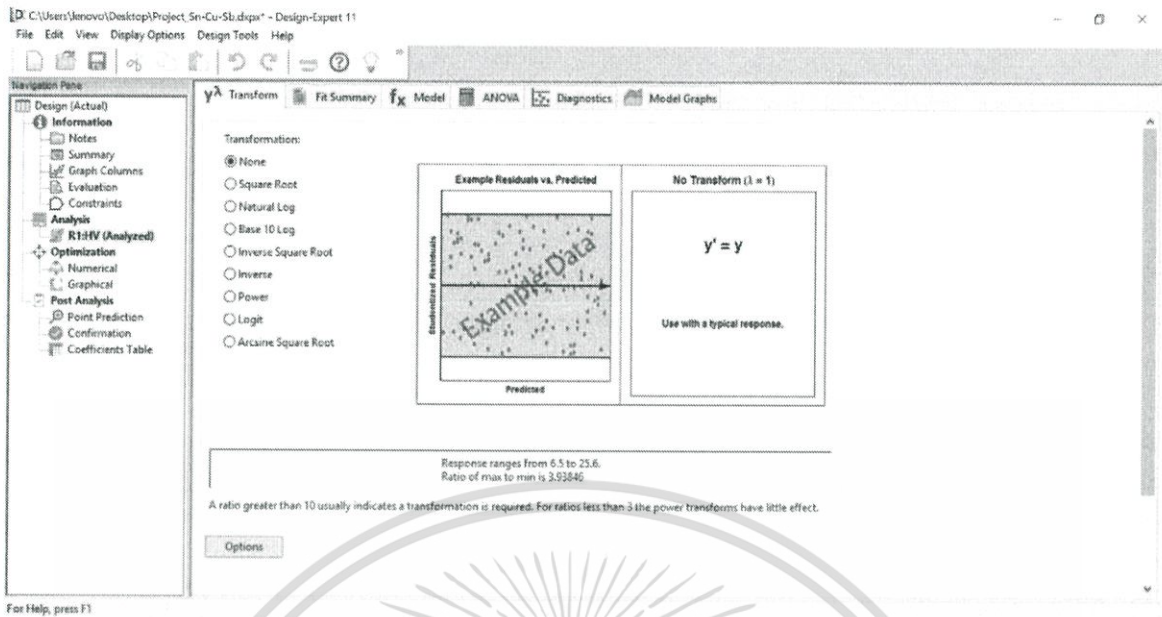 C:\Users\lenovo\Desktop\Project_Sn-Cu-Sb.dxpx* - Design-Expert 11
File Edit View Display Options Design Tools Help
Navigation Pane
Design (Actual)
Information
Notes
Summary
Graph Columns
Evaluation
Constraints
Analysis
R1:HV (Analyzed)
Optimization
Numerical
Graphical
Post Analysis
Point Prediction
Confirmation
Coefficients Table
yλ Transform Fit Summary fx Model ANOVA Diagnostics Model Graphs
Transformation:
None
Square Root
Natural Log
Base 10 Log
Inverse Square Root
Inverse
Power
Logit
Arcsine Square Root
Example Residuals vs. Predicted
Studentized Residuals
Example Data
Predicted
No Transform (λ = 1)
y' = y
Use with a typical response.
Response ranges from 6.5 to 25.6.
Ratio of max to min is 3.93846
A ratio greater than 10 usually indicates a transformation is required. For ratios less than 3 the power transforms have little effect.
Options
For Help, press F1